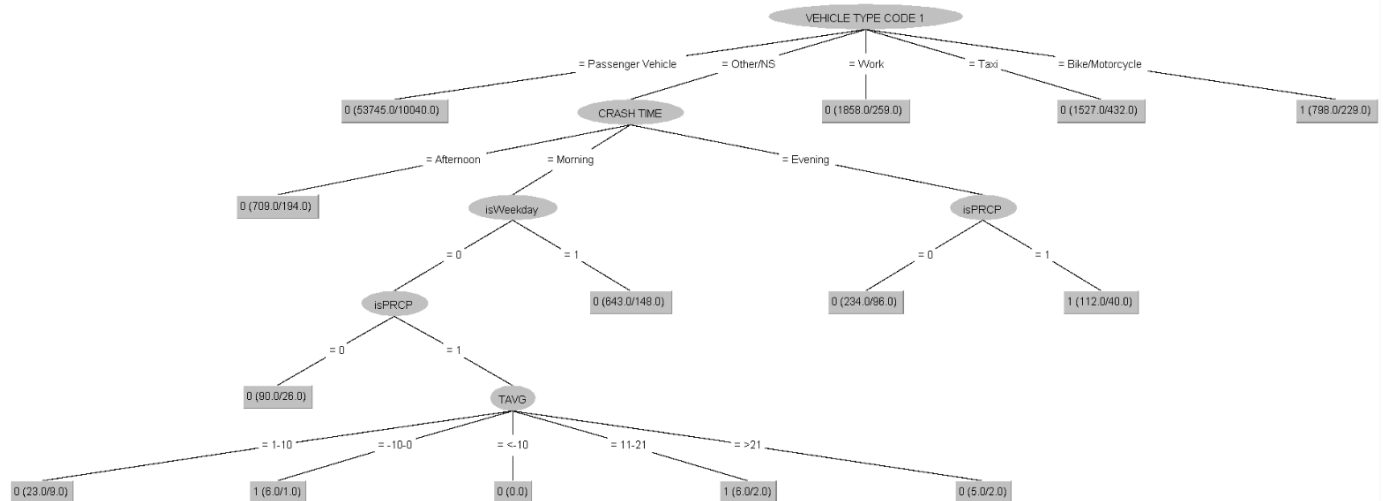 VEHICLE TYPE CODE 1
= Passenger Vehicle
= Other/NS
= Work
= Taxi
= Bike/Motorcycle
0 (53745.0/10040.0)
CRASH TIME
0 (1858.0/259.0)
0 (1527.0/432.0)
1 (798.0/229.0)
= Afternoon
= Morning
= Evening
0 (709.0/194.0)
isWeekday
isPRCP
= 0
= 1
= 0
= 1
isPRCP
0 (643.0/148.0)
0 (234.0/96.0)
1 (112.0/40.0)
= 0
= 1
0 (90.0/26.0)
TAVG
= 1-10
= -10-0
= <-10
= 11-21
= >21
0 (23.0/9.0)
1 (6.0/1.0)
0 (0.0)
1 (6.0/2.0)
0 (5.0/2.0)